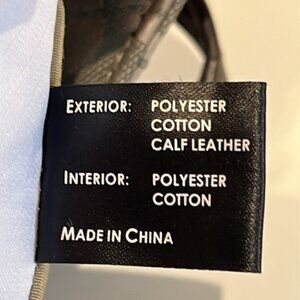 EXTERIOR: POLYESTER
COTTON
CALF LEATHER
INTERIOR: POLYESTER
COTTON
MADE IN CHINA